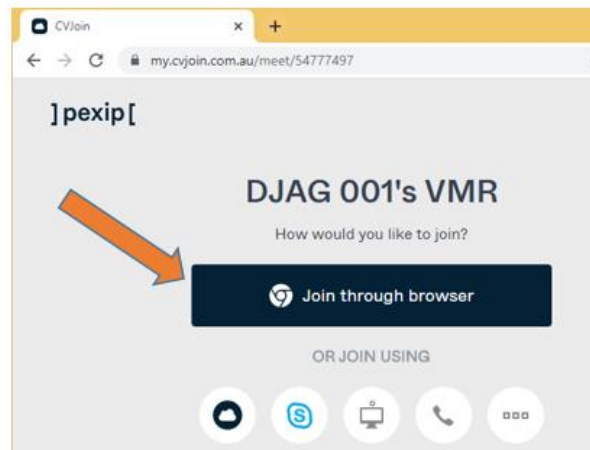 CVJoin
my.cvjoin.com.au/meet/54777497
]pexip[
DJAG 001's VMR
How would you like to join?
Join through browser
OR JOIN USING